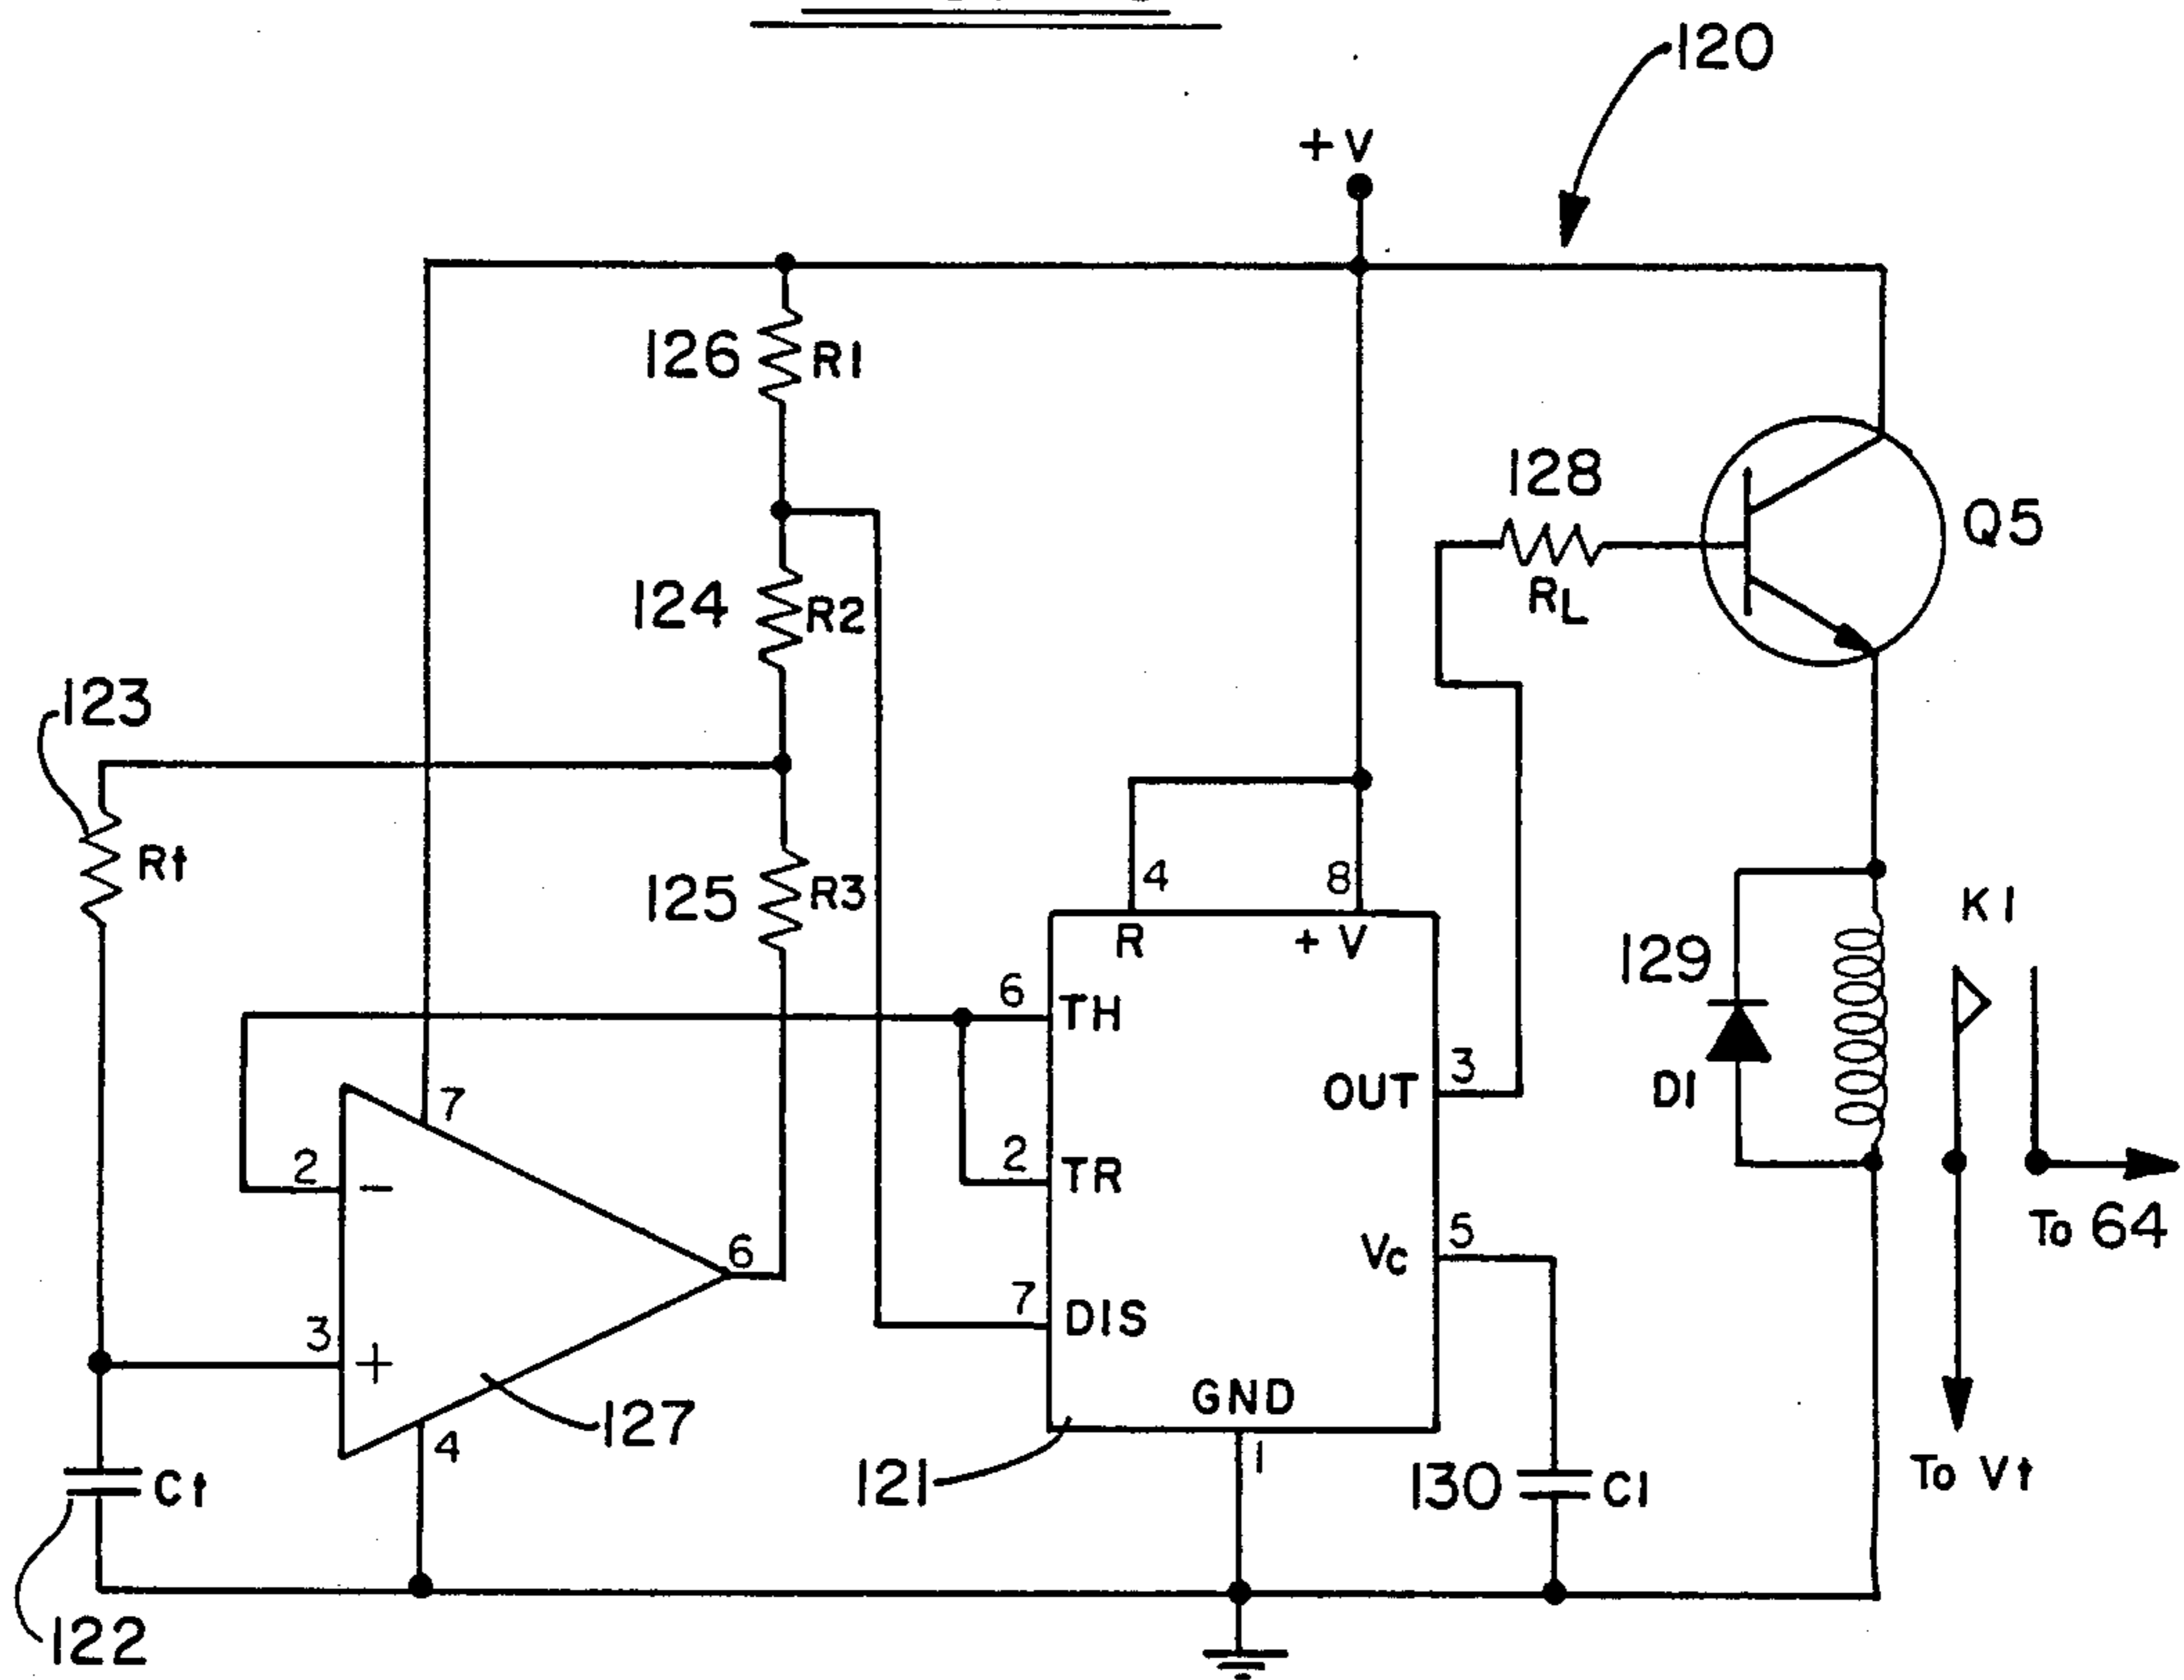 120
+V
126 R1
128
RL
Q5
124 R2
123
Rt
125 R3
4 8
R +V
K1
129
D1
6 TH
3
OUT
7
2 TR
2 −
6
5
Vc
To 64
7 DIS
3 +
GND
127
4
1
121
130 C1
To Vt
Ct
122